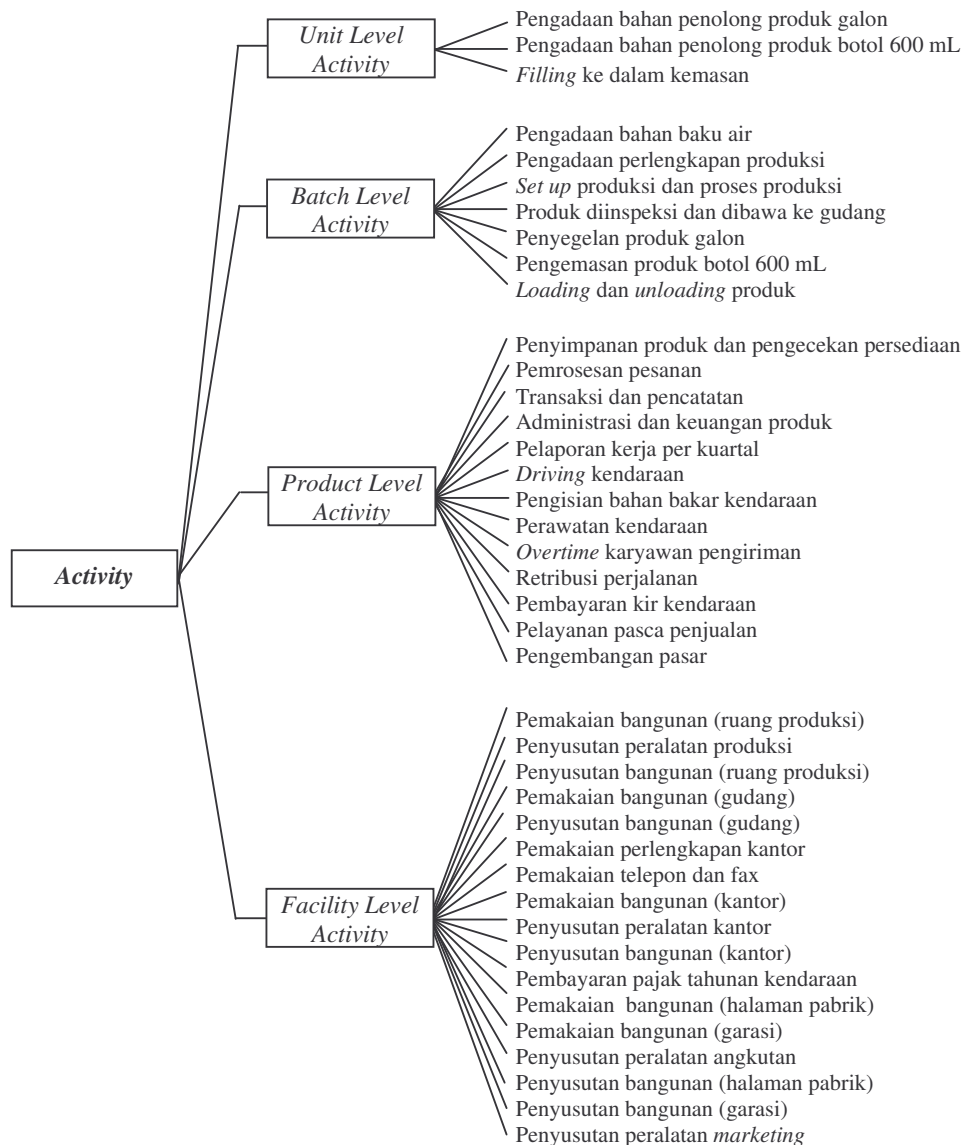 Unit Level
Activity
Pengadaan bahan penolong produk galon
Pengadaan bahan penolong produk botol 600 mL
Filling ke dalam kemasan
Batch Level
Activity
Pengadaan bahan baku air
Pengadaan perlengkapan produksi
Set up produksi dan proses produksi
Produk diinspeksi dan dibawa ke gudang
Penyegelan produk galon
Pengemasan produk botol 600 mL
Loading dan unloading produk
Product Level
Activity
Penyimpanan produk dan pengecekan persediaan
Pemrosesan pesanan
Transaksi dan pencatatan
Administrasi dan keuangan produk
Pelaporan kerja per kuartal
Driving kendaraan
Pengisian bahan bakar kendaraan
Perawatan kendaraan
Overtime karyawan pengiriman
Retribusi perjalanan
Pembayaran kir kendaraan
Pelayanan pasca penjualan
Pengembangan pasar
Activity
Facility Level
Activity
Pemakaian bangunan (ruang produksi)
Penyusutan peralatan produksi
Penyusutan bangunan (ruang produksi)
Pemakaian bangunan (gudang)
Penyusutan bangunan (gudang)
Pemakaian perlengkapan kantor
Pemakaian telepon dan fax
Pemakaian bangunan (kantor)
Penyusutan peralatan kantor
Penyusutan bangunan (kantor)
Pembayaran pajak tahunan kendaraan
Pemakaian bangunan (halaman pabrik)
Pemakaian bangunan (garasi)
Penyusutan peralatan angkutan
Penyusutan bangunan (halaman pabrik)
Penyusutan bangunan (garasi)
Penyusutan peralatan marketing